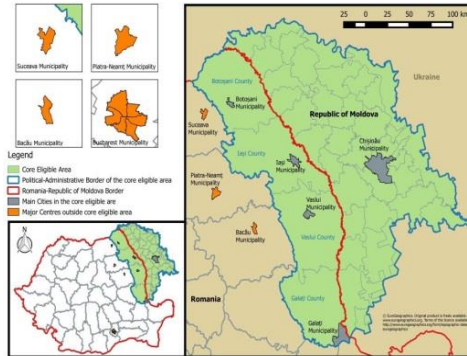 Suceava Municipality
Piatra-Neamț Municipality
Bacău Municipality
Bucharest Municipality
Legend
Core Eligible Area
Political-Administrative Border of the core eligible area
Romania-Republic of Moldova Border
Main Cities in the core eligible are
Major Centres outside core eligible area
25 0 25 50 75 100 km
Ukraine
Botoșani County
Botoșani
Municipality
Republic of Moldova
Suceava
Municipality
Chișinău
Municipality
Iași County
Iași
Municipality
Piatra-Neamț
Municipality
Vaslui
Municipality
Bacău
Municipality
Vaslui County
Romania
Galați County
Galați Municipality